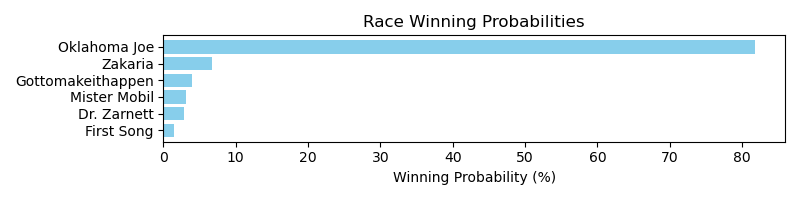 Race Winning Probabilities
Oklahoma Joe
Zakaria
Gottomakeithappen
Mister Mobil
Dr. Zarnett
First Song
0 10 20 30 40 50 60 70 80
Winning Probability (%)